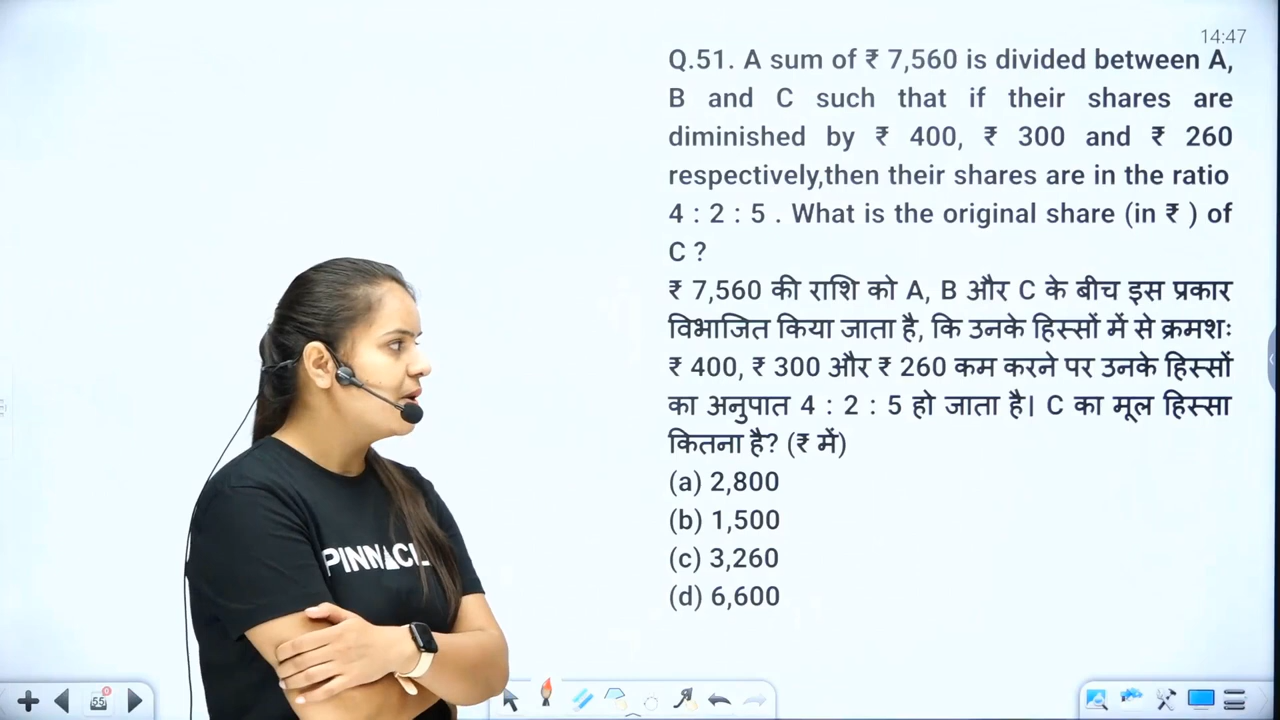 14:47
Q.51. A sum of ₹ 7,560 is divided between A,
B and C such that if their shares are
diminished by ₹ 400, ₹ 300 and ₹ 260
respectively,then their shares are in the ratio
4 : 2 : 5 . What is the original share (in ₹ ) of
C ?
₹ 7,560 की राशि को A, B और C के बीच इस प्रकार
विभाजित किया जाता है, कि उनके हिस्सों में से क्रमशः
₹ 400, ₹ 300 और ₹ 260 कम करने पर उनके हिस्सों
का अनुपात 4 : 2 : 5 हो जाता है| C का मूल हिस्सा
कितना है? (₹ में)
(a) 2,800
(b) 1,500
(c) 3,260
(d) 6,600
PINNACL
55
0